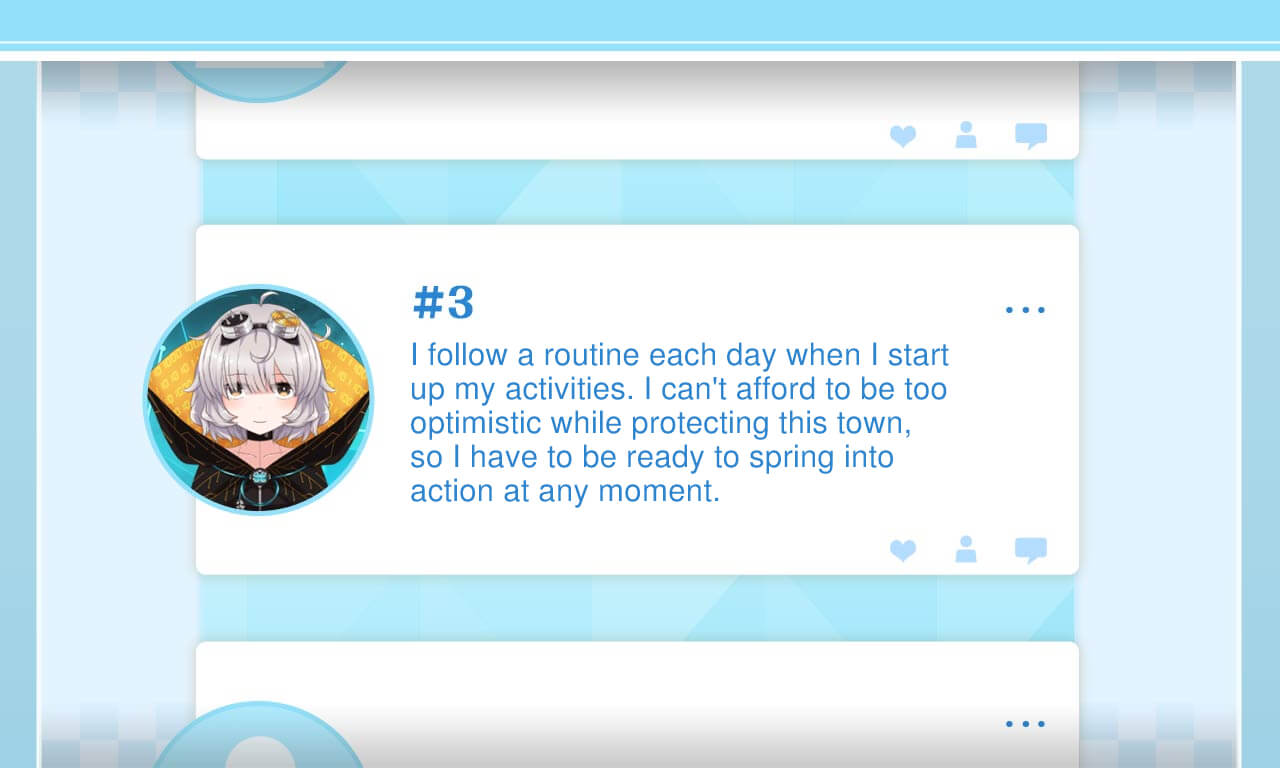 #3
I follow a routine each day when I start
up my activities. I can't afford to be too
optimistic while protecting this town,
so I have to be ready to spring into
action at any moment.